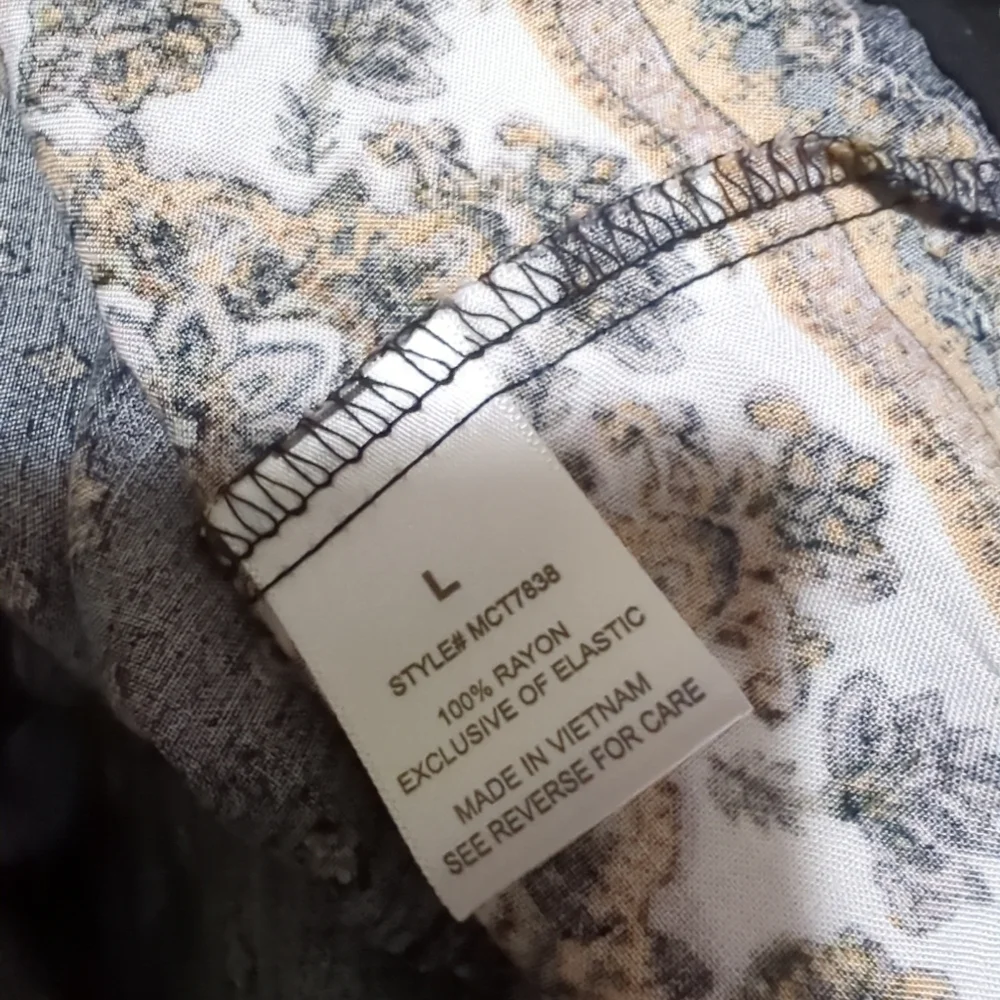 L
STYLE# MCT7838
100% RAYON
EXCLUSIVE OF ELASTIC
MADE IN VIETNAM
SEE REVERSE FOR CARE